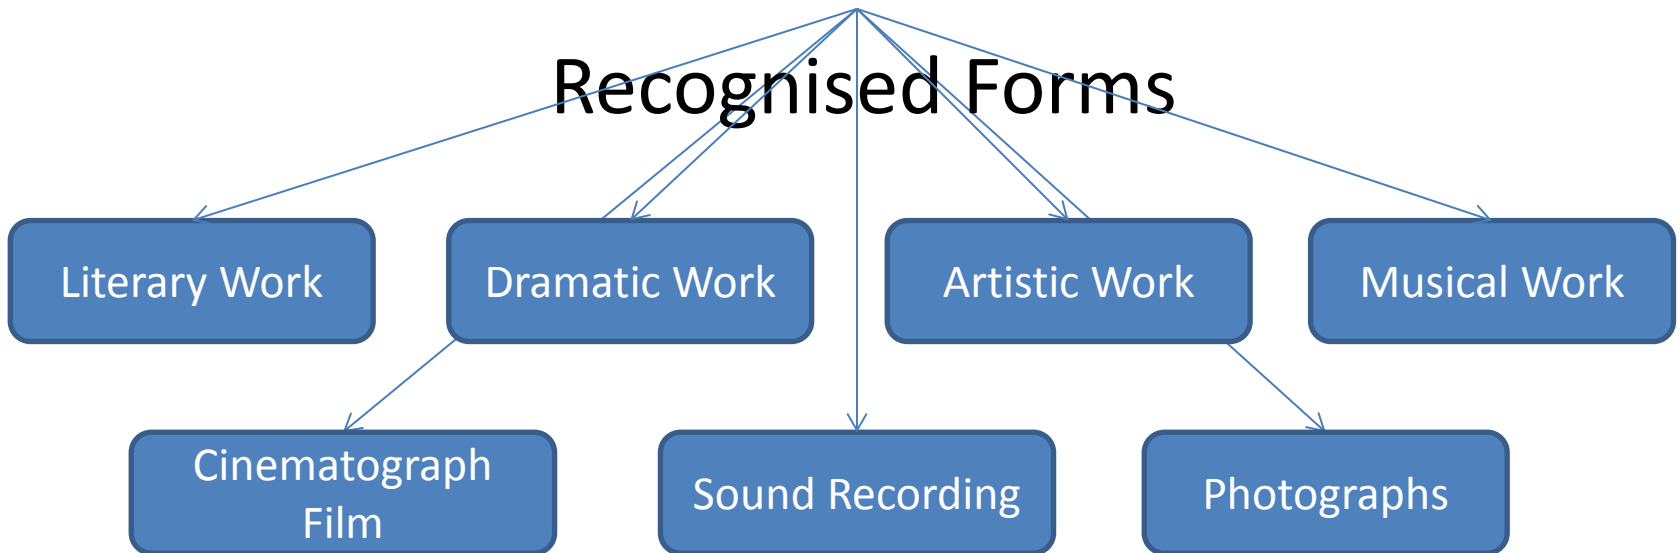 Recognised Forms
Literary Work
Dramatic Work
Artistic Work
Musical Work
Cinematograph
Film
Sound Recording
Photographs